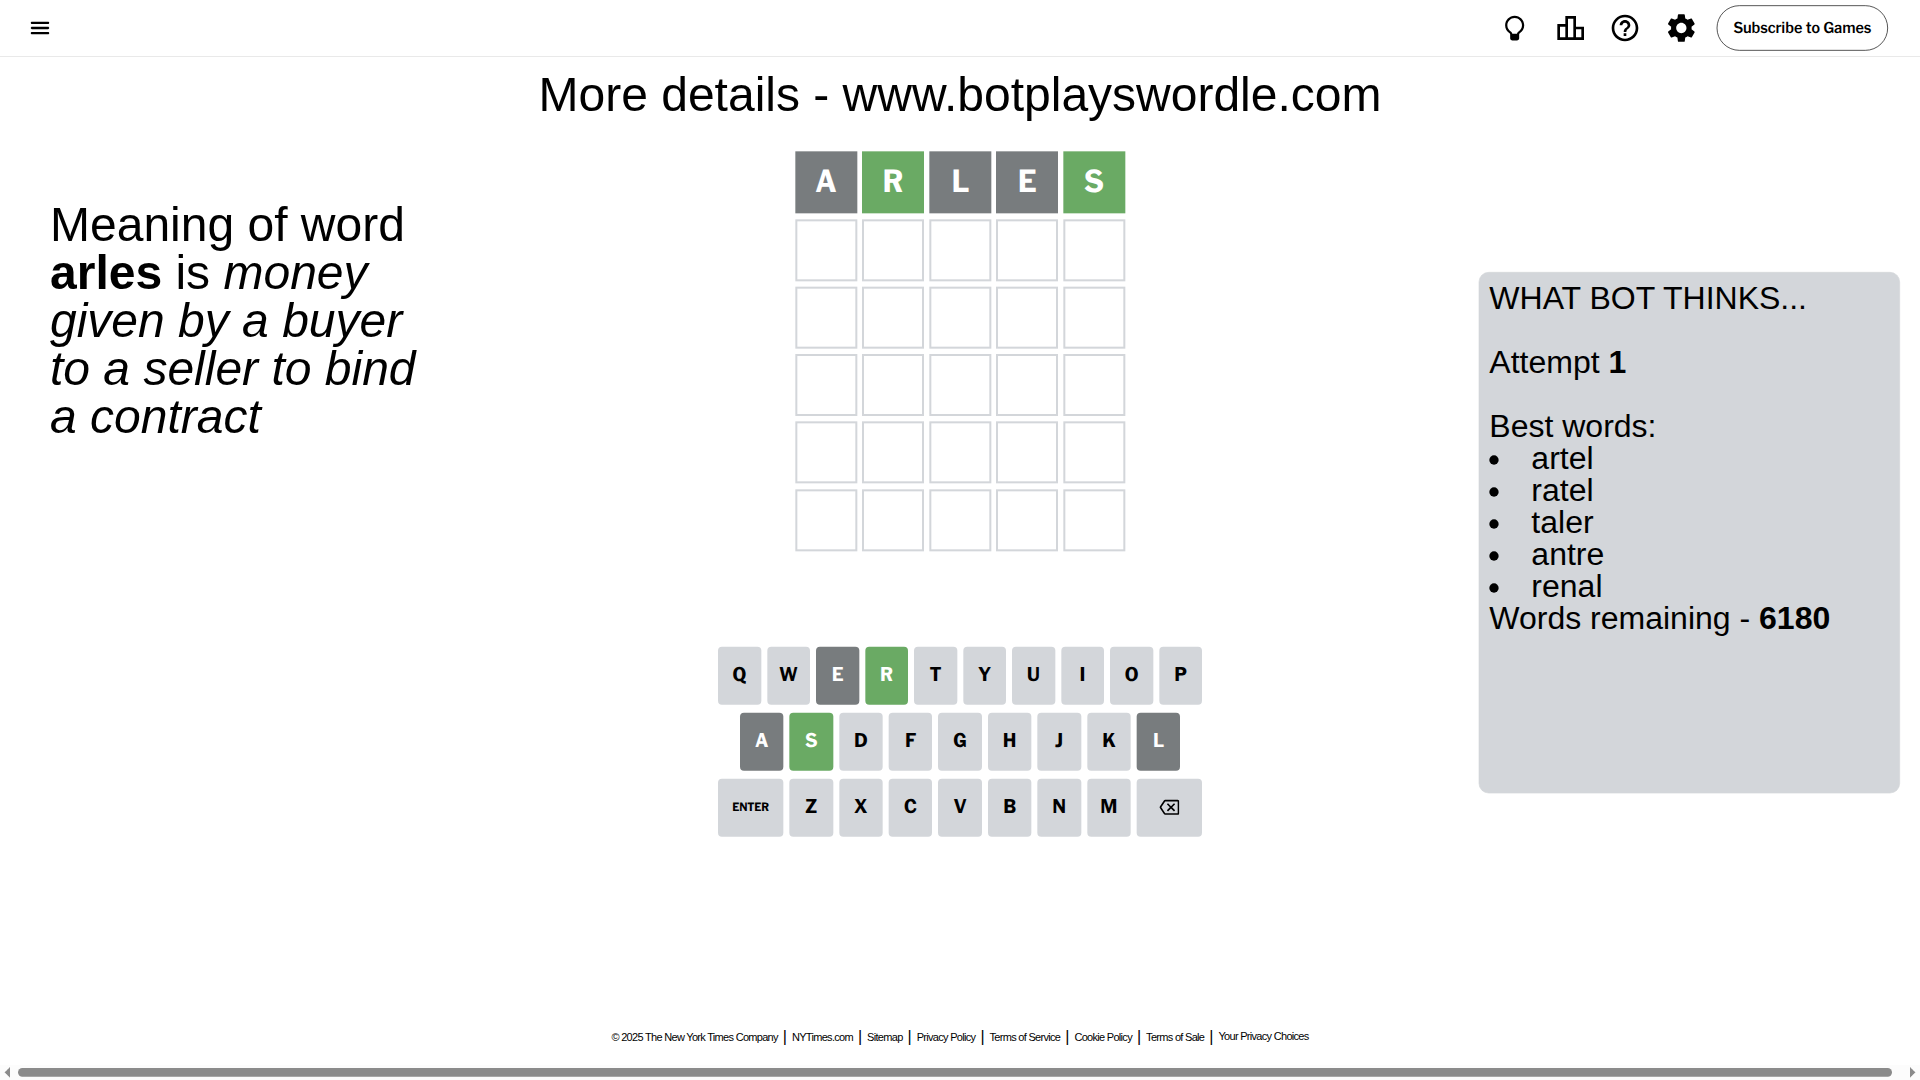 Subscribe to Games
More details - www.botplayswordle.com
Meaning of word
arles is money
given by a buyer
to a seller to bind
a contract
A R L E S
WHAT BOT THINKS...
Attempt 1
Best words:
• artel
• ratel
• taler
• antre
• renal
Words remaining - 6180
Q W E R T Y U I O P
A S D F G H J K L
ENTER Z X C V B N M
© 2025 The New York Times Company | NYTimes.com | Sitemap | Privacy Policy | Terms of Service | Cookie Policy | Terms of Sale | Your Privacy Choices